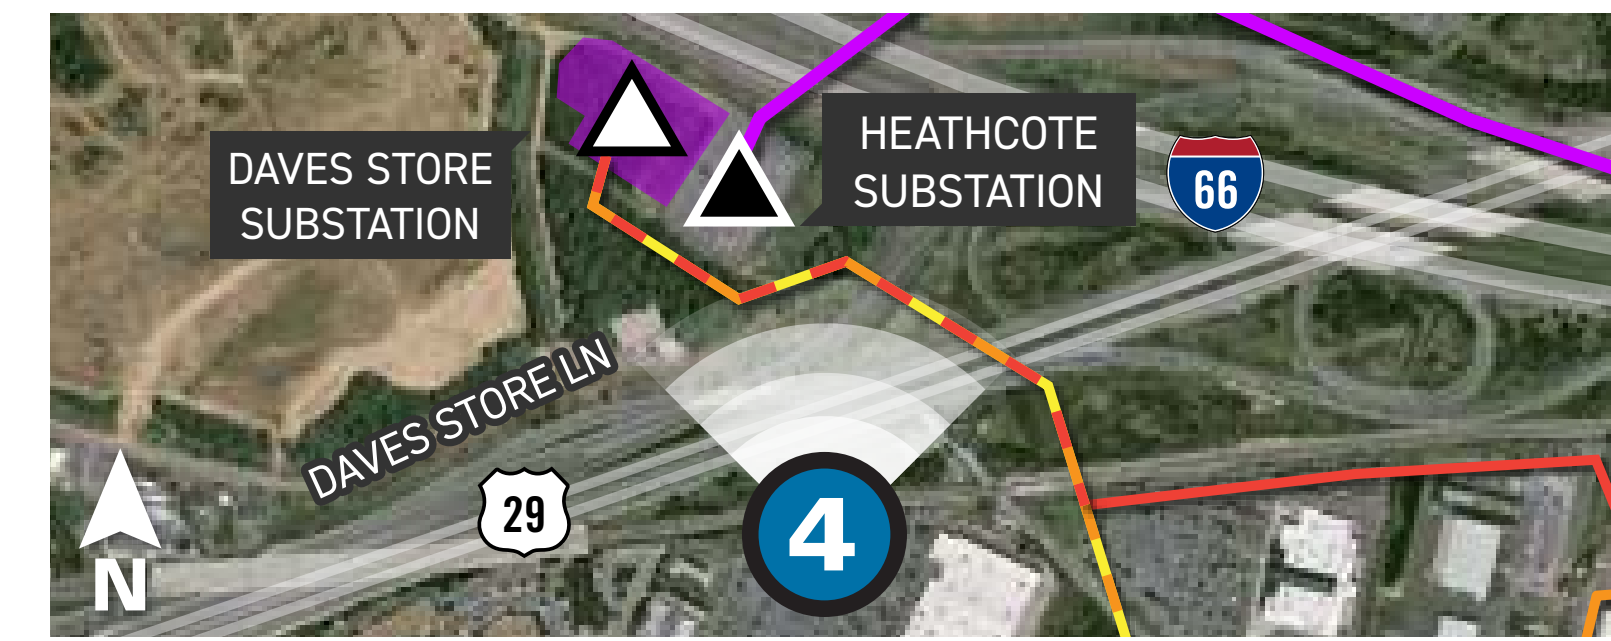 DAVES STORE
SUBSTATION
HEATHCOTE
SUBSTATION
66
DAVES STORE LN
29
4
N